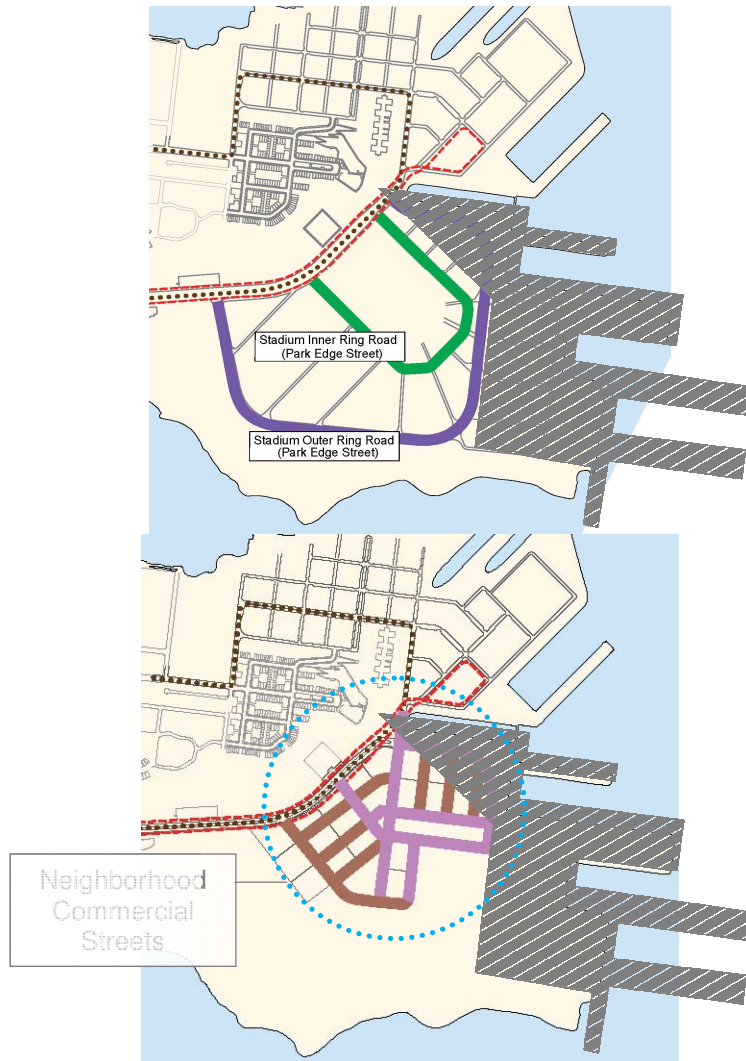 Stadium Inner Ring Road
(Park Edge Street)
Stadium Outer Ring Road
(Park Edge Street)
Neighborhood
Commercial
Streets